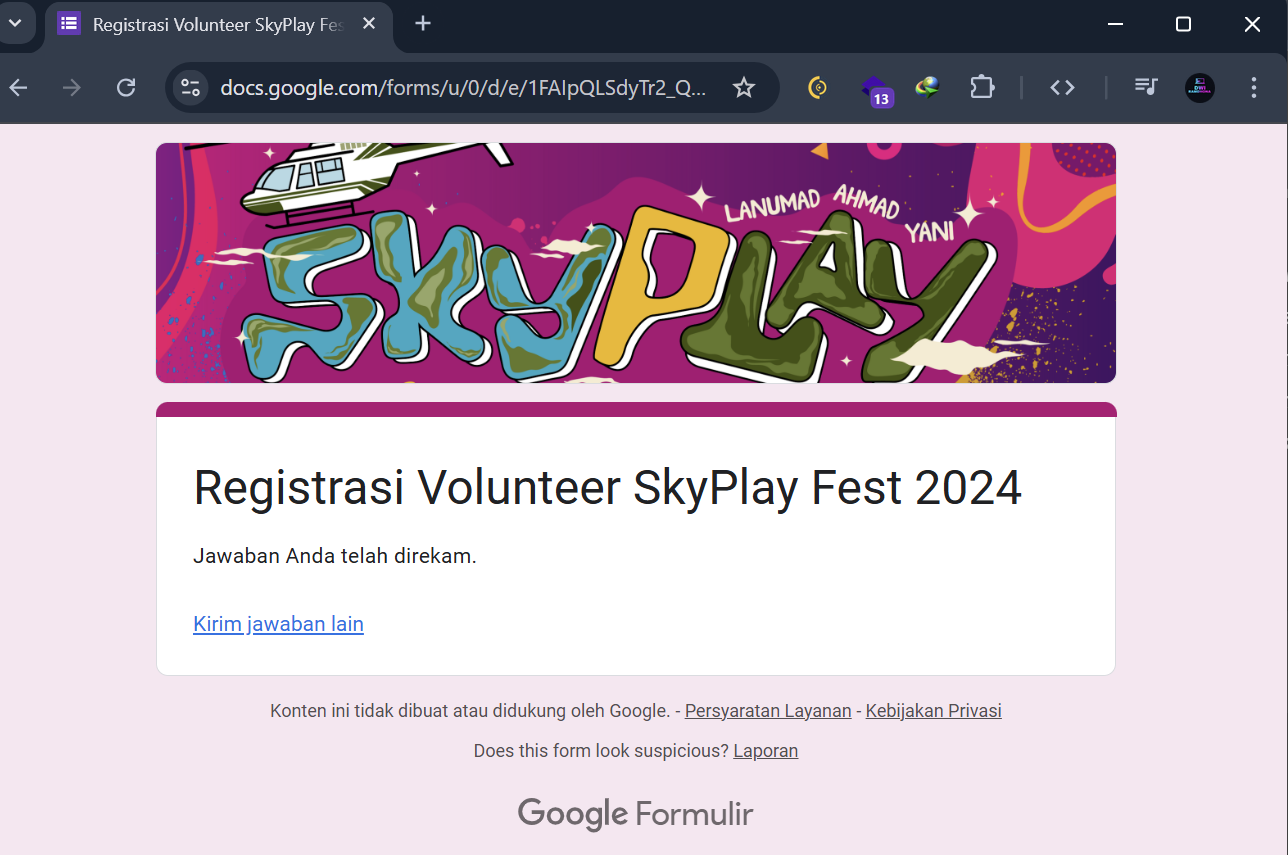 Registrasi Volunteer SkyPlay Fes
docs.google.com/forms/u/0/d/e/1FAIpQLSdyTr2_Q...
13
LANUMAD AHMAD YANI
SKYPLAY
Registrasi Volunteer SkyPlay Fest 2024
Jawaban Anda telah direkam.
Kirim jawaban lain
Konten ini tidak dibuat atau didukung oleh Google. - Persyaratan Layanan - Kebijakan Privasi
Does this form look suspicious? Laporan
Google Formulir